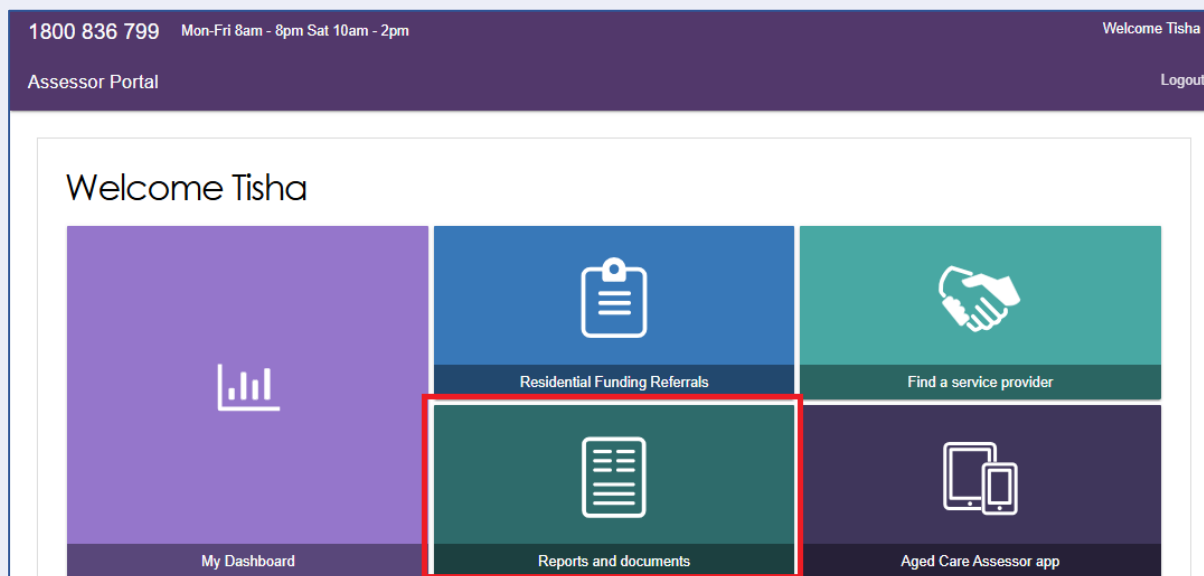 1800 836 799 Mon-Fri 8am - 8pm Sat 10am - 2pm Welcome Tisha
Assessor Portal Logout
Welcome Tisha
Residential Funding Referrals Find a service provider
My Dashboard Reports and documents Aged Care Assessor app